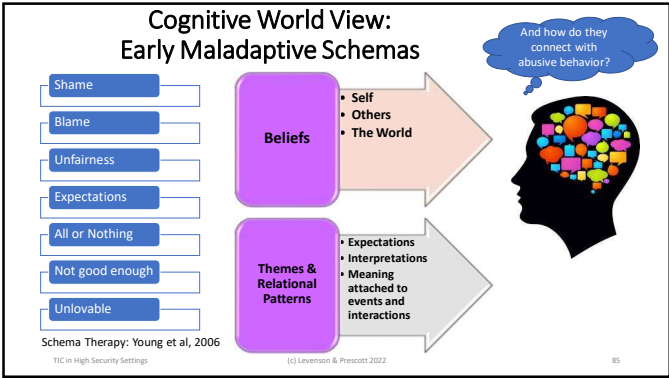 Cognitive World View:
Early Maladaptive Schemas
And how do they
connect with
abusive behavior?
Shame
Blame
Unfairness
Expectations
All or Nothing
Not good enough
Unlovable
Beliefs
• Self
• Others
• The World
Themes &
Relational
Patterns
• Expectations
• Interpretations
• Meaning
attached to
events and
interactions
Schema Therapy: Young et al, 2006
TIC in High Security Settings
(c) Levenson & Prescott 2022
85